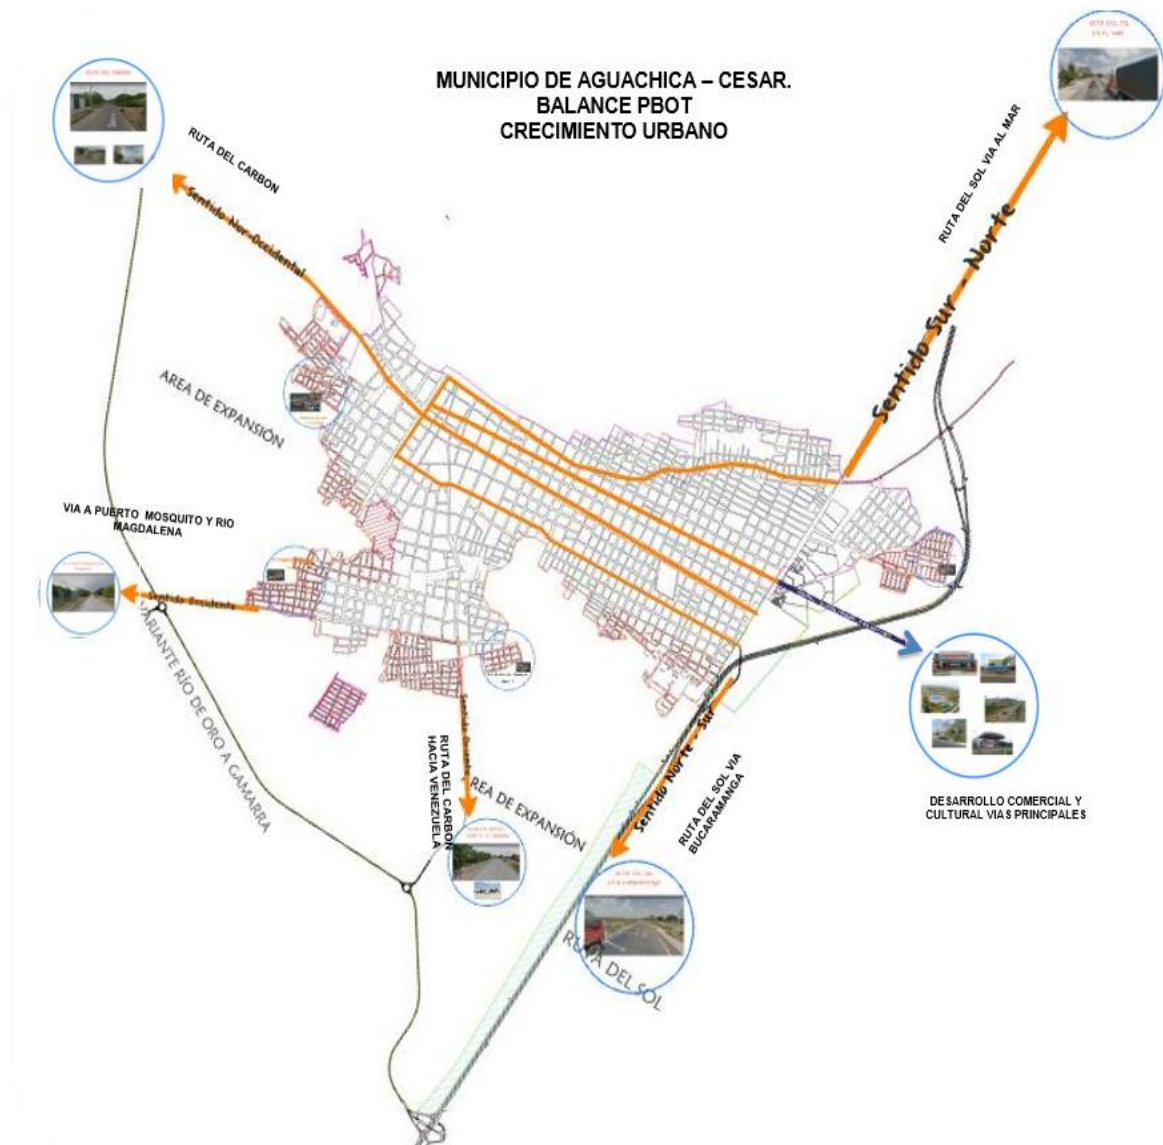 MUNICIPIO DE AGUACHICA – CESAR.
BALANCE PBOT
CRECIMIENTO URBANO
RUTA DEL CARBON
Sentido Nor-Occidental
RUTA DEL SOL VIA AL MAR
Sentido Sur - Norte
AREA DE EXPANSIÓN
VIA A PUERTO MOSQUITO Y RIO
MAGDALENA
Sentido Occidente
VARIANTE RÍO DE ORO A GAMARRA
RUTA DEL CARBON
HACIA VENEZUELA
Sentido Oriente
REA DE EXPANSIÓN
Sentido Norte - Sur
RUTA DEL SOL VIA
BUCARAMANGA
RUTA DEL SOL
DESARROLLO COMERCIAL Y
CULTURAL VIAS PRINCIPALES